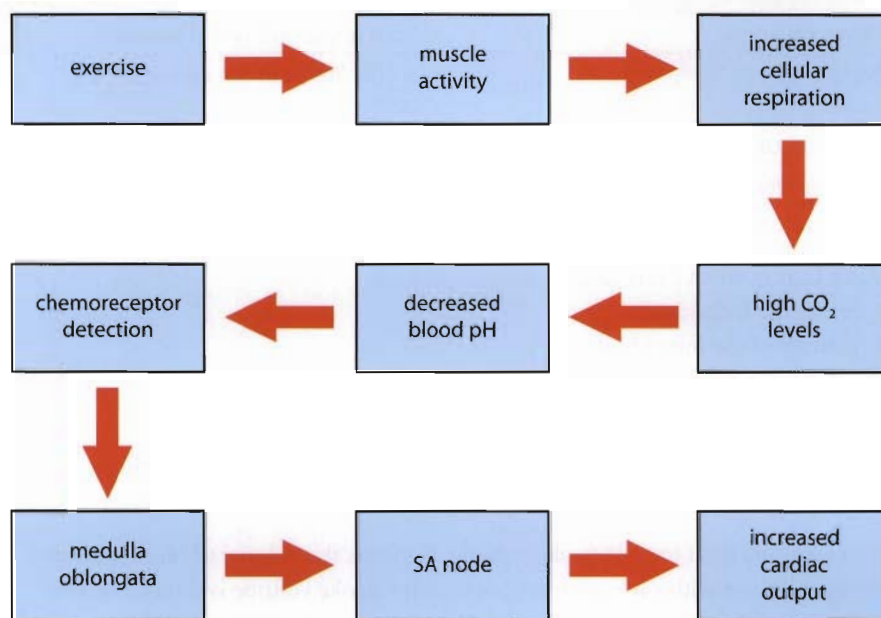 exercise
muscle
activity
increased
cellular
respiration
high CO₂
levels
decreased
blood pH
chemoreceptor
detection
medulla
oblongata
SA node
increased
cardiac
output